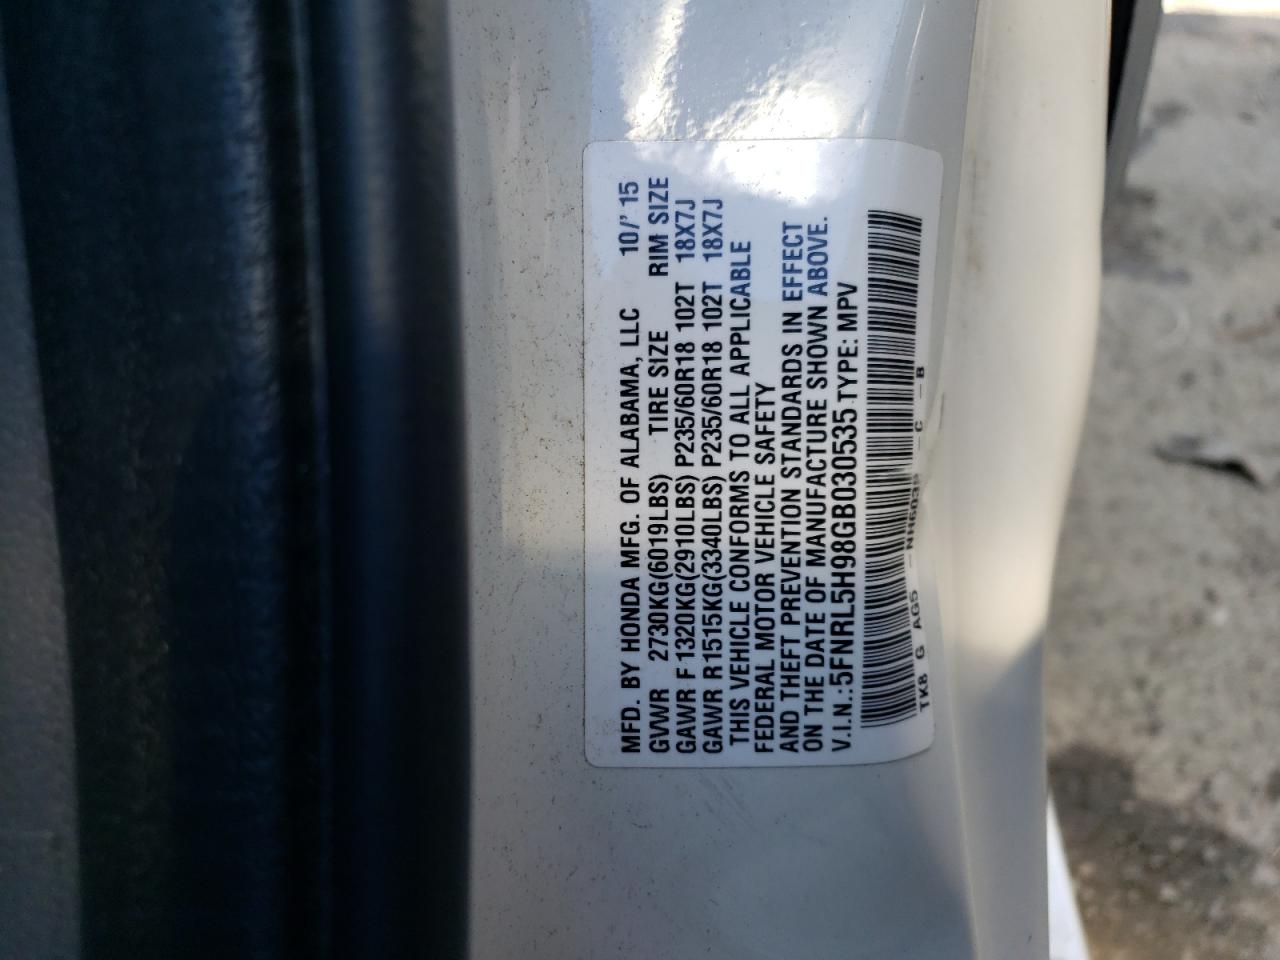 MFD. BY HONDA MFG. OF ALABAMA, LLC 10/' 15
GVWR 2730KG(6019LBS) TIRE SIZE RIM SIZE
GAWR F 1320KG(2910LBS) P235/60R18 102T 18X7J
GAWR R 1515KG(3340LBS) P235/60R18 102T 18X7J
THIS VEHICLE CONFORMS TO ALL APPLICABLE
FEDERAL MOTOR VEHICLE SAFETY
AND THEFT PREVENTION STANDARDS IN EFFECT
ON THE DATE OF MANUFACTURE SHOWN ABOVE.
V.I.N.:5FNRL5H98GB030535 TYPE: MPV
TK8 G AG5 - - C - B